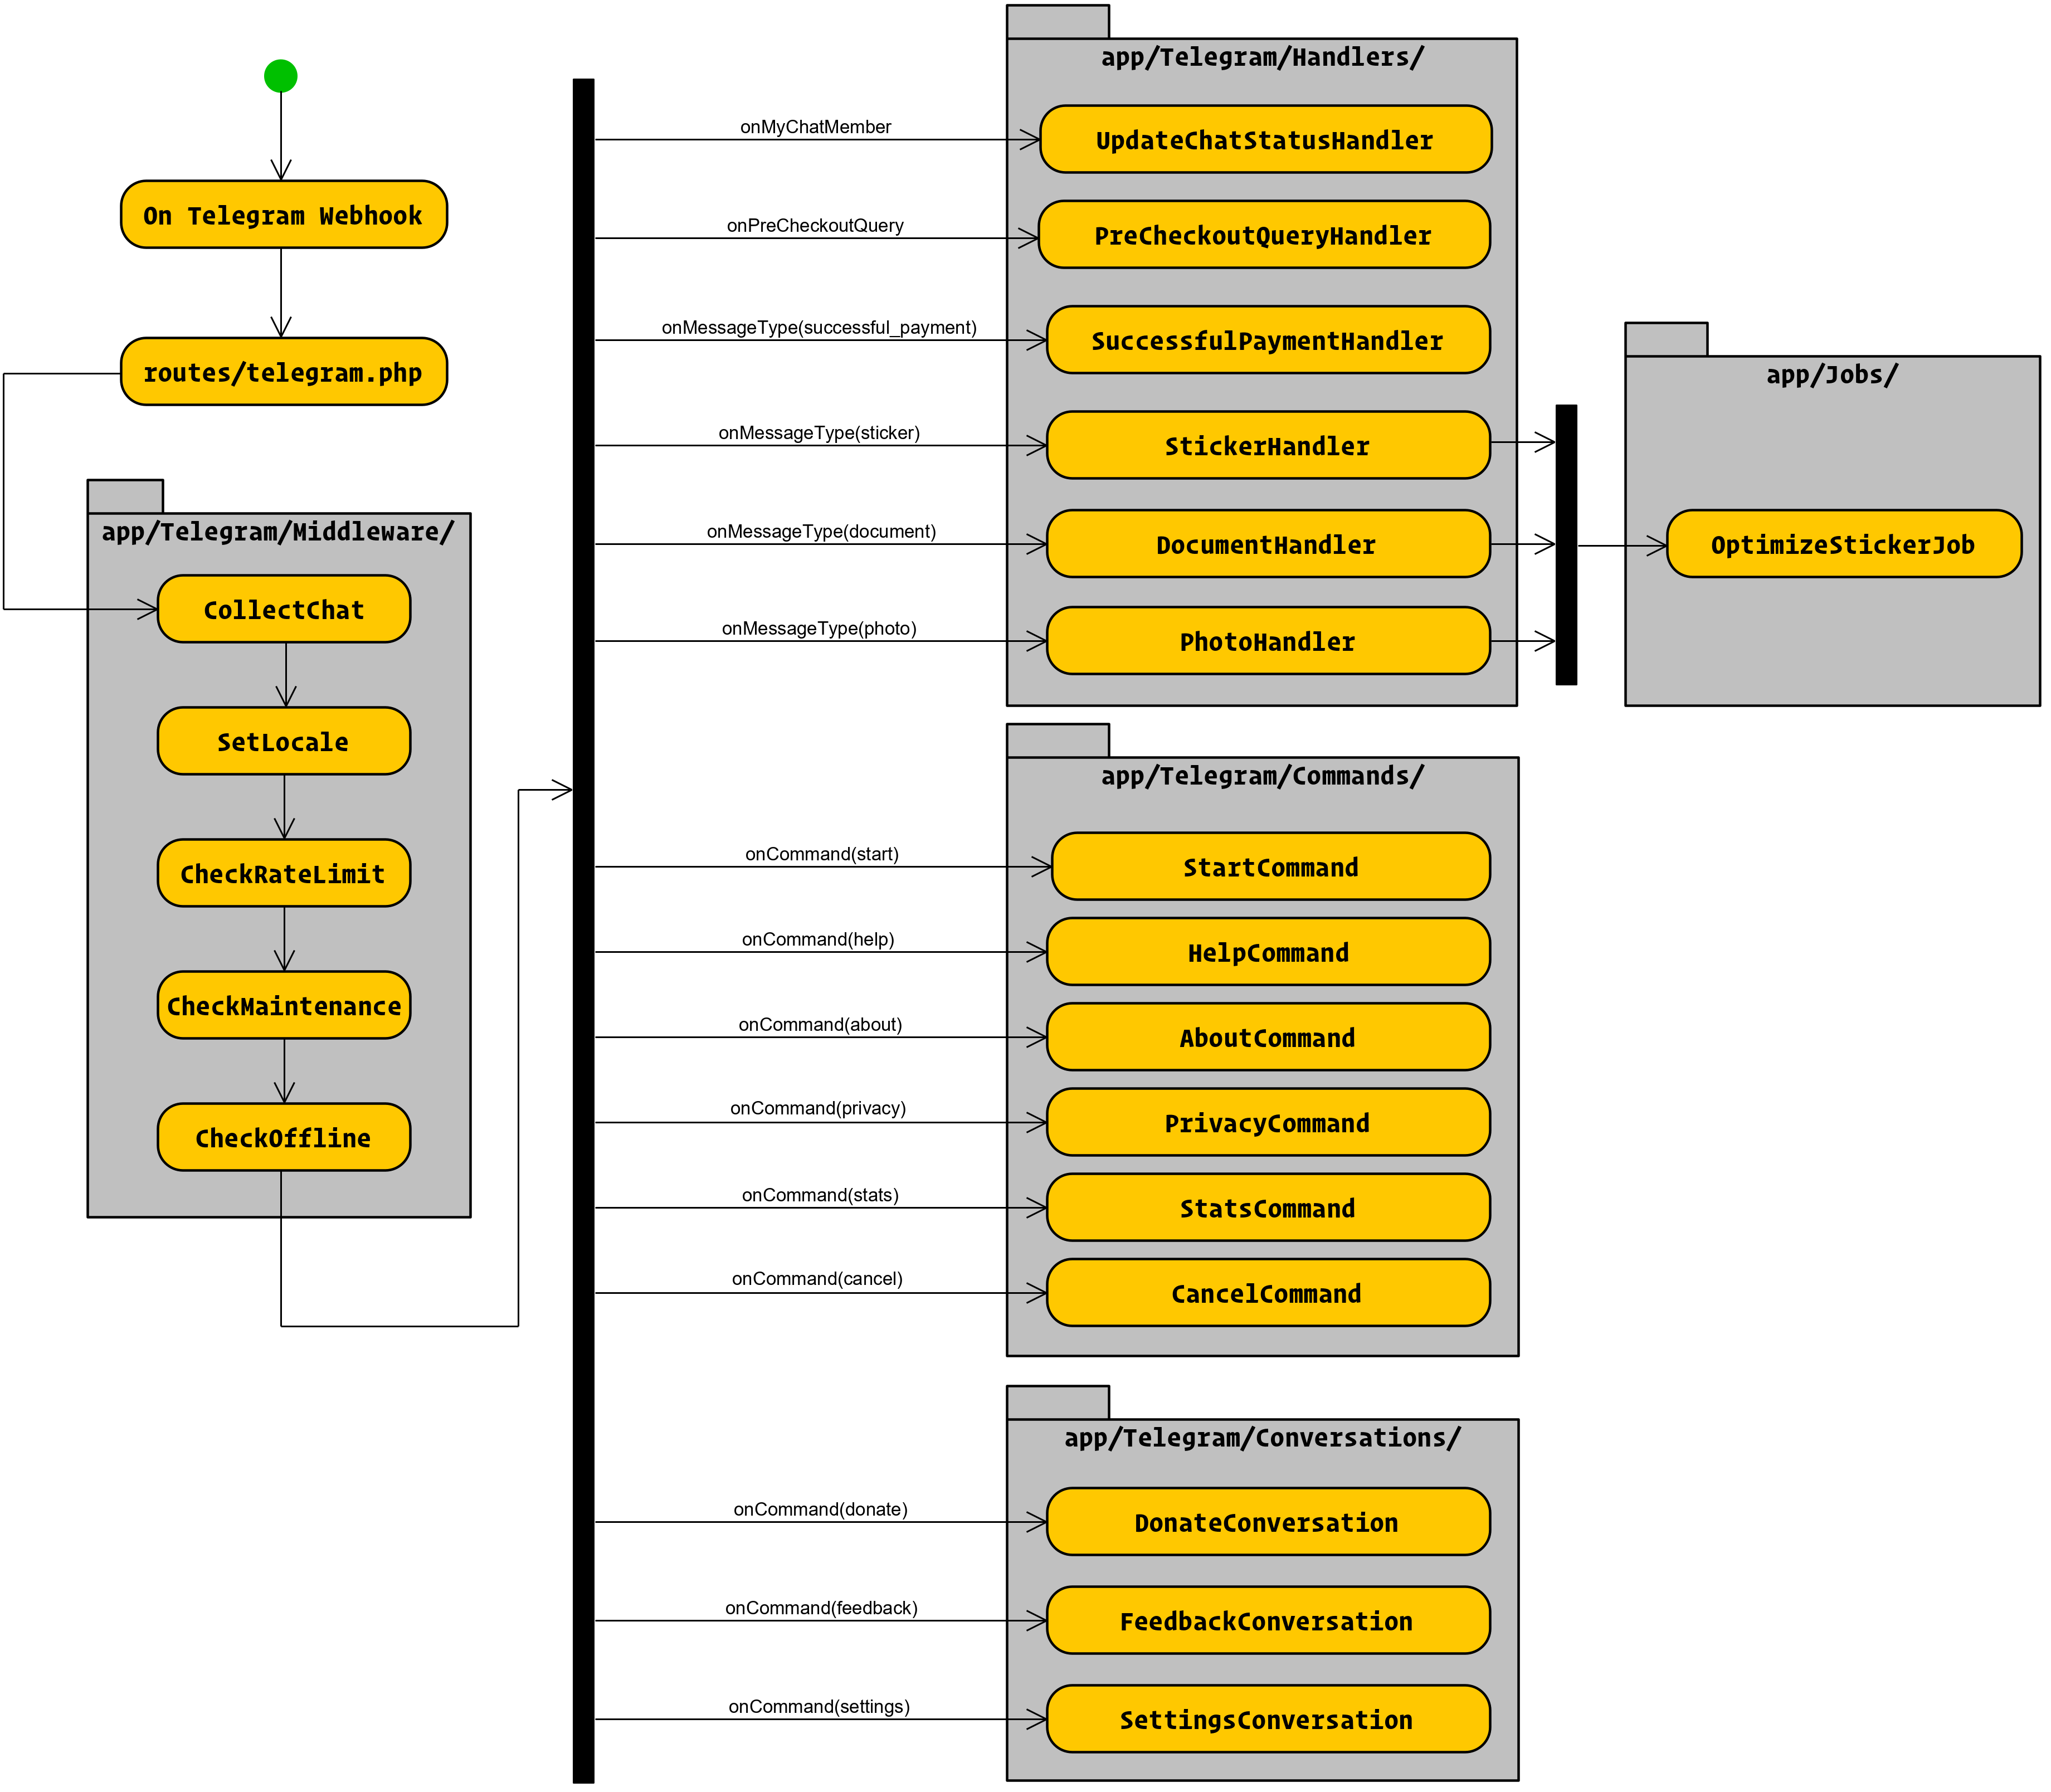 On Telegram Webhook
routes/telegram.php
app/Telegram/Middleware/
CollectChat
SetLocale
CheckRateLimit
CheckMaintenance
CheckOffline
app/Telegram/Handlers/
onMyChatMember
UpdateChatStatusHandler
onPreCheckoutQuery
PreCheckoutQueryHandler
onMessageType(successful_payment)
SuccessfulPaymentHandler
onMessageType(sticker)
StickerHandler
onMessageType(document)
DocumentHandler
onMessageType(photo)
PhotoHandler
app/Jobs/
OptimizeStickerJob
app/Telegram/Commands/
onCommand(start)
StartCommand
onCommand(help)
HelpCommand
onCommand(about)
AboutCommand
onCommand(privacy)
PrivacyCommand
onCommand(stats)
StatsCommand
onCommand(cancel)
CancelCommand
app/Telegram/Conversations/
onCommand(donate)
DonateConversation
onCommand(feedback)
FeedbackConversation
onCommand(settings)
SettingsConversation